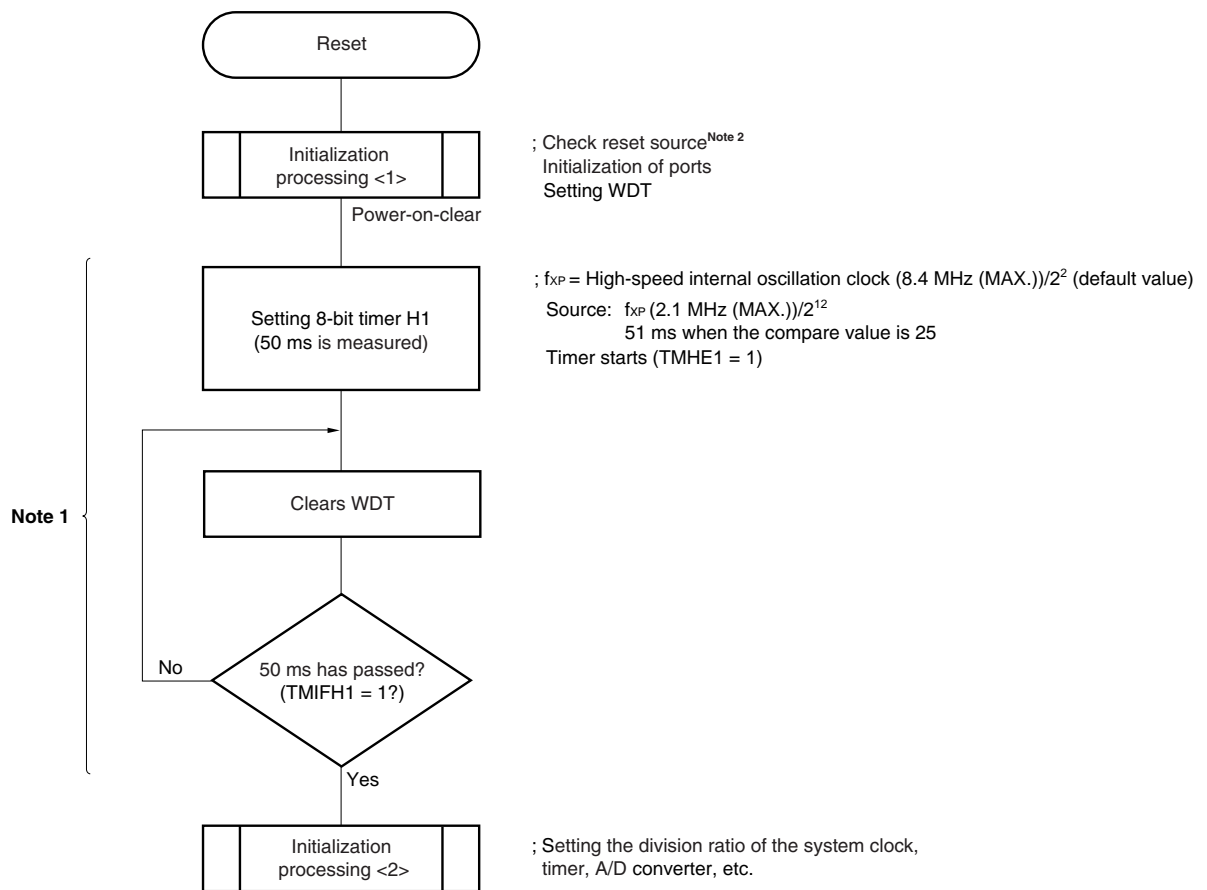 Reset
Initialization
processing <1>
; Check reset source Note 2
Initialization of ports
Setting WDT
Power-on-clear
Setting 8-bit timer H1
(50 ms is measured)
; fXP = High-speed internal oscillation clock (8.4 MHz (MAX.))/2² (default value)
Source: fXP (2.1 MHz (MAX.))/2¹²
51 ms when the compare value is 25
Timer starts (TMHE1 = 1)
Note 1
Clears WDT
50 ms has passed?
(TMIFH1 = 1?)
No
Yes
Initialization
processing <2>
; Setting the division ratio of the system clock,
timer, A/D converter, etc.